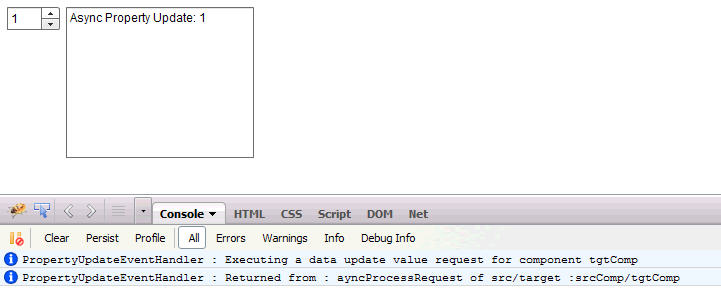 1
Async Property Update: 1
Console HTML CSS Script DOM Net
Clear Persist Profile All Errors Warnings Info Debug Info
PropertyUpdateEventHandler : Executing a data update value request for component tgtComp
PropertyUpdateEventHandler : Returned from : ayncProcessRequest of src/target :srcComp/tgtComp